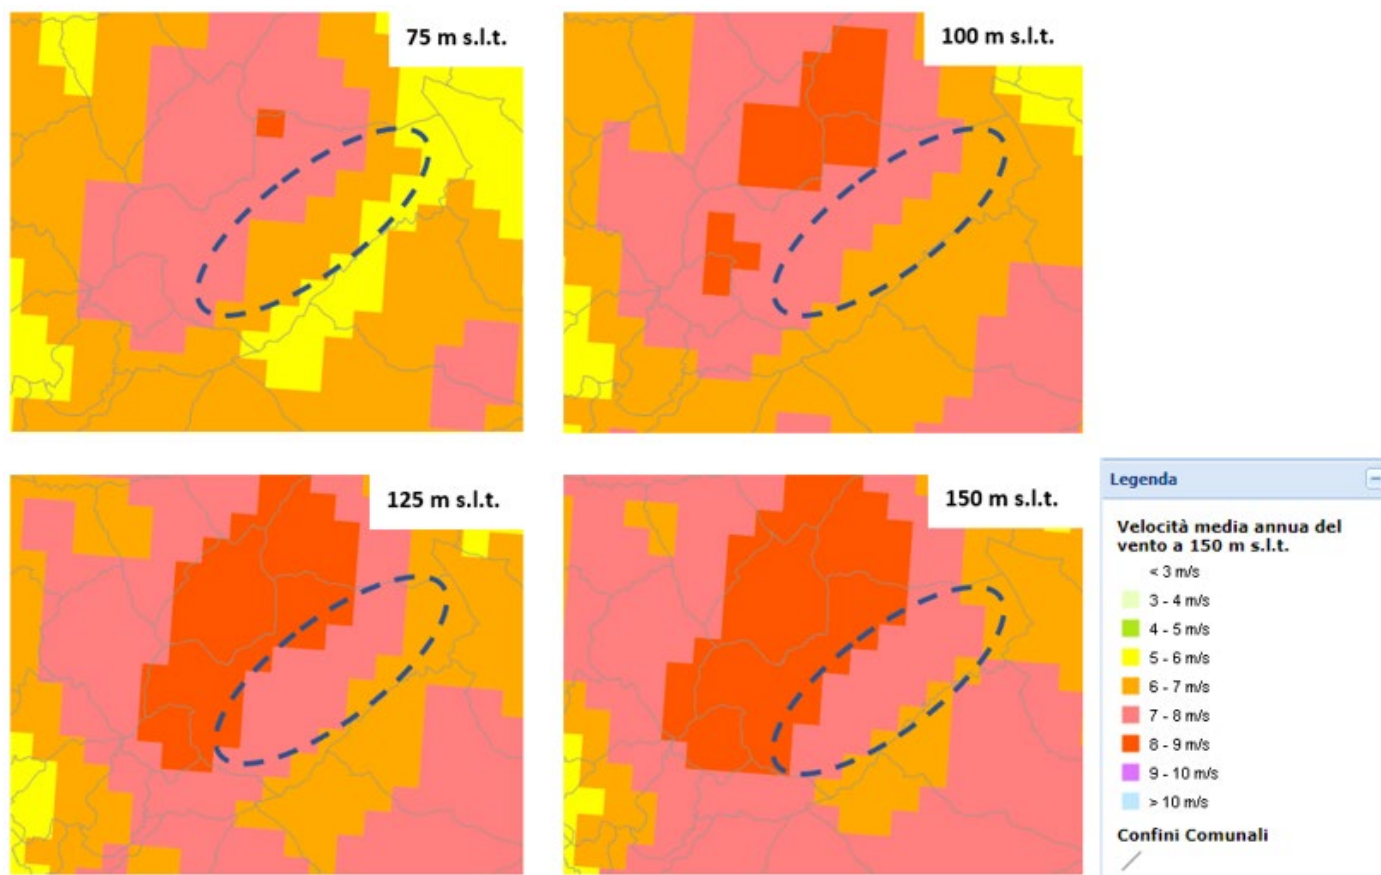 75 m s.l.t.
100 m s.l.t.
125 m s.l.t.
150 m s.l.t.
Legenda
Velocità media annua del
vento a 150 m s.l.t.
< 3 m/s
3 - 4 m/s
4 - 5 m/s
5 - 6 m/s
6 - 7 m/s
7 - 8 m/s
8 - 9 m/s
9 - 10 m/s
> 10 m/s
Confini Comunali